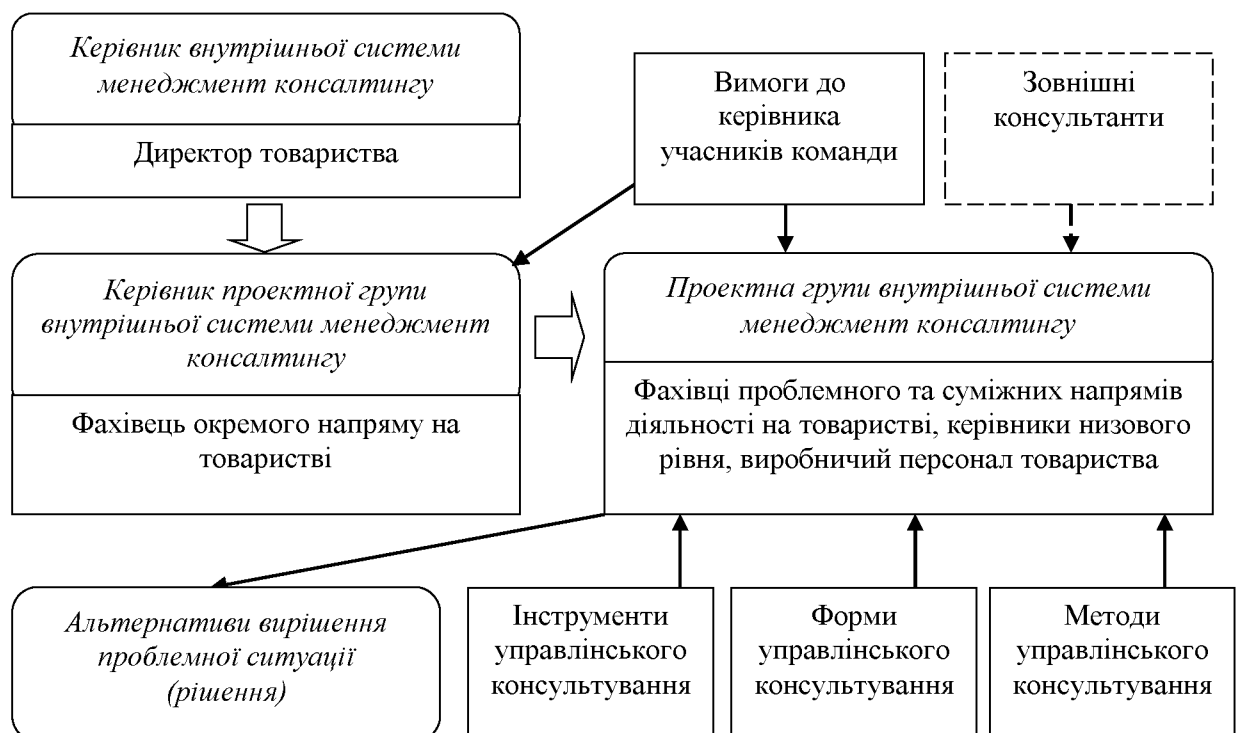 Керівник внутрішньої системи
менеджмент консалтингу
Директор товариства
Вимоги до
керівника
учасників команди
Зовнішні
консультанти
Керівник проектної групи
внутрішньої системи менеджмент
консалтингу
Фахівець окремого напряму на
товаристві
Проектна групи внутрішньої системи
менеджмент консалтингу
Фахівці проблемного та суміжних напрямів
діяльності на товаристві, керівники низового
рівня, виробничий персонал товариства
Альтернативи вирішення
проблемної ситуації
(рішення)
Інструменти
управлінського
консультування
Форми
управлінського
консультування
Методи
управлінського
консультування